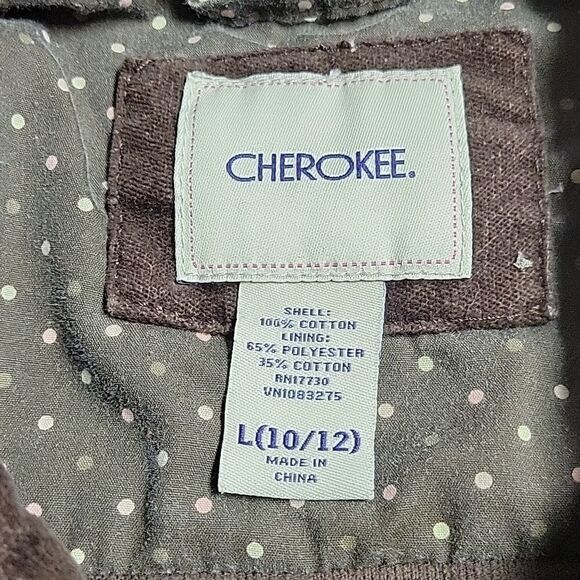 CHEROKEE.
SHELL:
100% COTTON
LINING:
65% POLYESTER
35% COTTON
RN17730
VN1083275
L(10/12)
MADE IN
CHINA